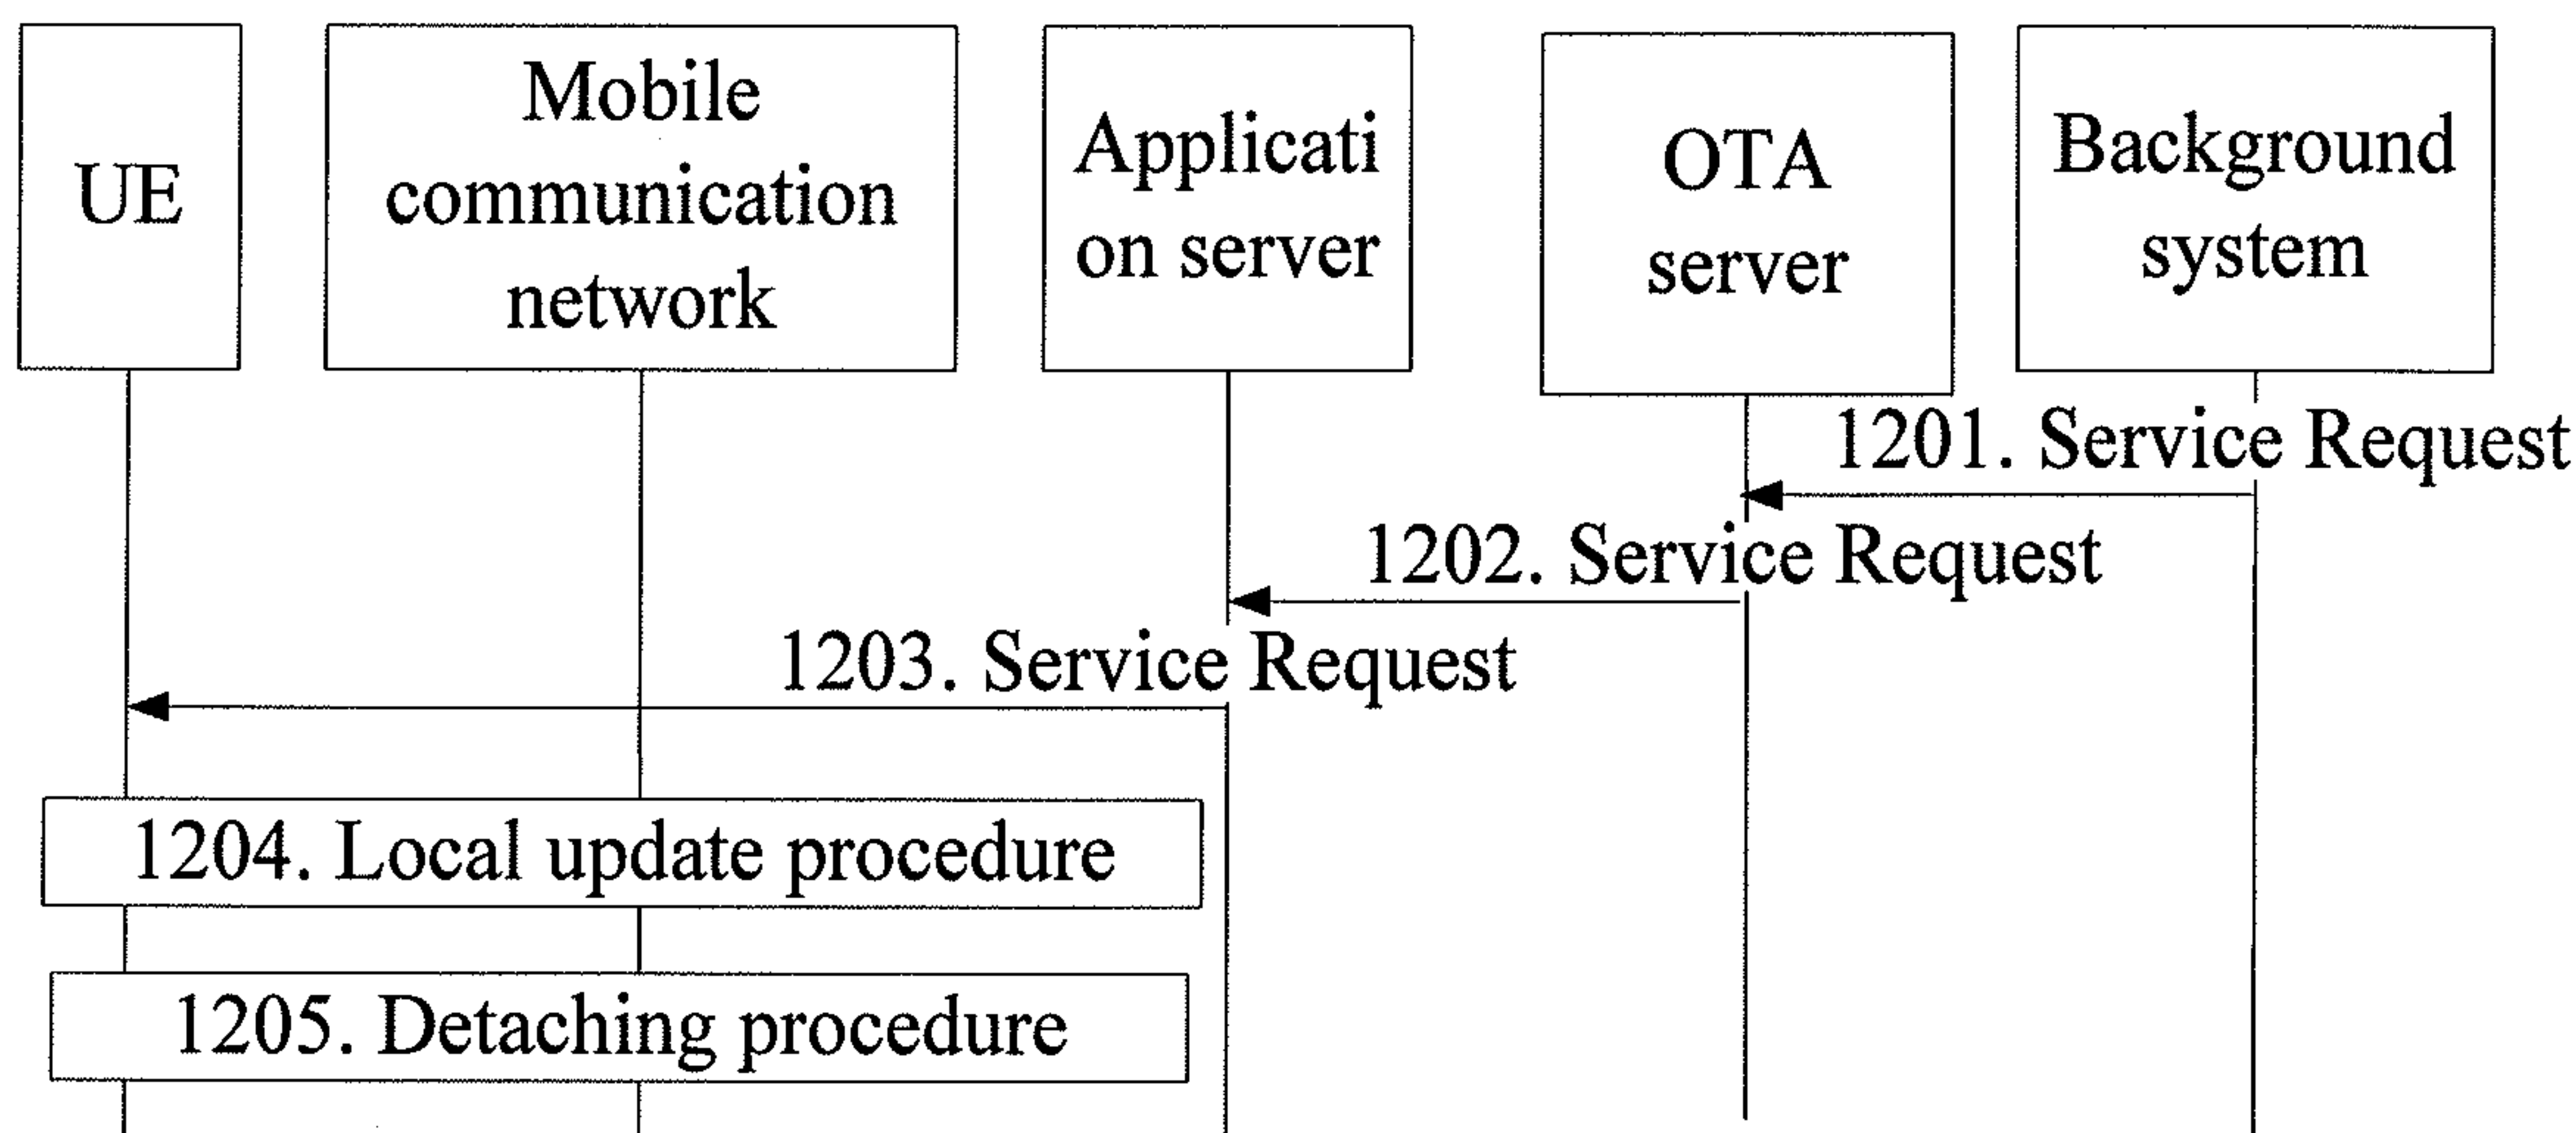 UE
Mobile
communication
network
Applicati
on server
OTA
server
Background
system
1201. Service Request
1202. Service Request
1203. Service Request
1204. Local update procedure
1205. Detaching procedure